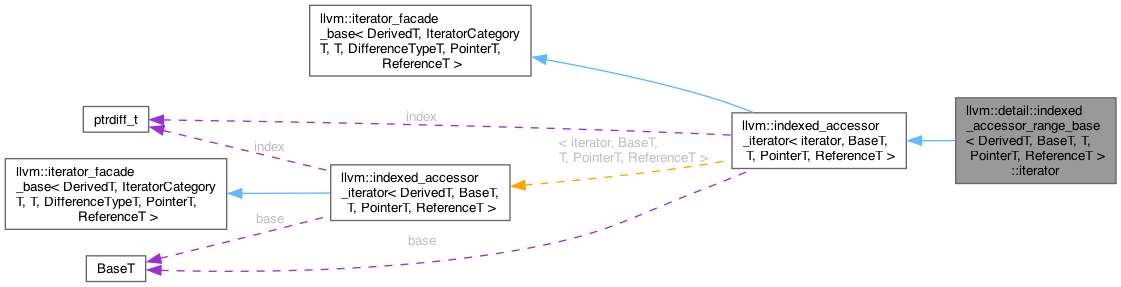 llvm::iterator_facade
_base< DerivedT, IteratorCategory
T, T, DifferenceTypeT, PointerT,
ReferenceT >
ptrdiff_t
index
llvm::indexed_accessor
_iterator< iterator, BaseT,
T, PointerT, ReferenceT >
llvm::detail::indexed
_accessor_range_base
< DerivedT, BaseT, T,
PointerT, ReferenceT >
::iterator
index
< iterator, BaseT,
T, PointerT, ReferenceT >
llvm::iterator_facade
_base< DerivedT, IteratorCategory
T, T, DifferenceTypeT, PointerT,
ReferenceT >
llvm::indexed_accessor
_iterator< DerivedT, BaseT,
T, PointerT, ReferenceT >
base
base
BaseT